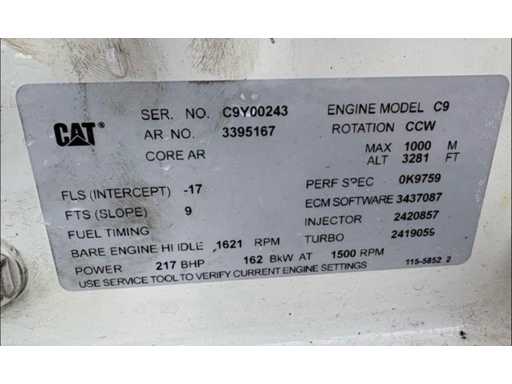 CAT
SER. NO. C9Y00243 ENGINE MODEL C9
AR NO. 3395167 ROTATION CCW
CORE AR MAX 1000 M
ALT 3281 FT
FLS (INTERCEPT) -17 PERF SPEC 0K9759
FTS (SLOPE) 9 ECM SOFTWARE 3437087
FUEL TIMING INJECTOR 2420857
BARE ENGINE HI IDLE 1621 RPM TURBO 2419055
POWER 217 BHP 162 BkW AT 1500 RPM
USE SERVICE TOOL TO VERIFY CURRENT ENGINE SETTINGS 115-5852 2